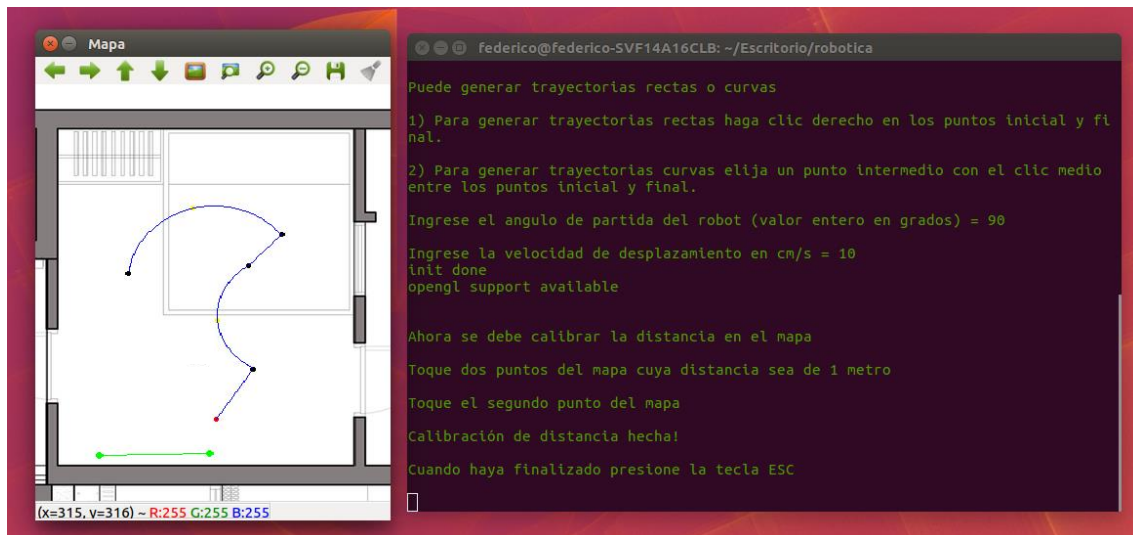 Mapa
(x=315, y=316) ~ R:255 G:255 B:255
federico@federico-SVF14A16CLB: ~/Escritorio/robotica
Puede generar trayectorias rectas o curvas
1) Para generar trayectorias rectas haga clic derecho en los puntos inicial y fi
nal.
2) Para generar trayectorias curvas elija un punto intermedio con el clic medio
entre los puntos inicial y final.
Ingrese el angulo de partida del robot (valor entero en grados) = 90
Ingrese la velocidad de desplazamiento en cm/s = 10
init done
opengl support available
Ahora se debe calibrar la distancia en el mapa
Toque dos puntos del mapa cuya distancia sea de 1 metro
Toque el segundo punto del mapa
Calibración de distancia hecha!
Cuando haya finalizado presione la tecla ESC